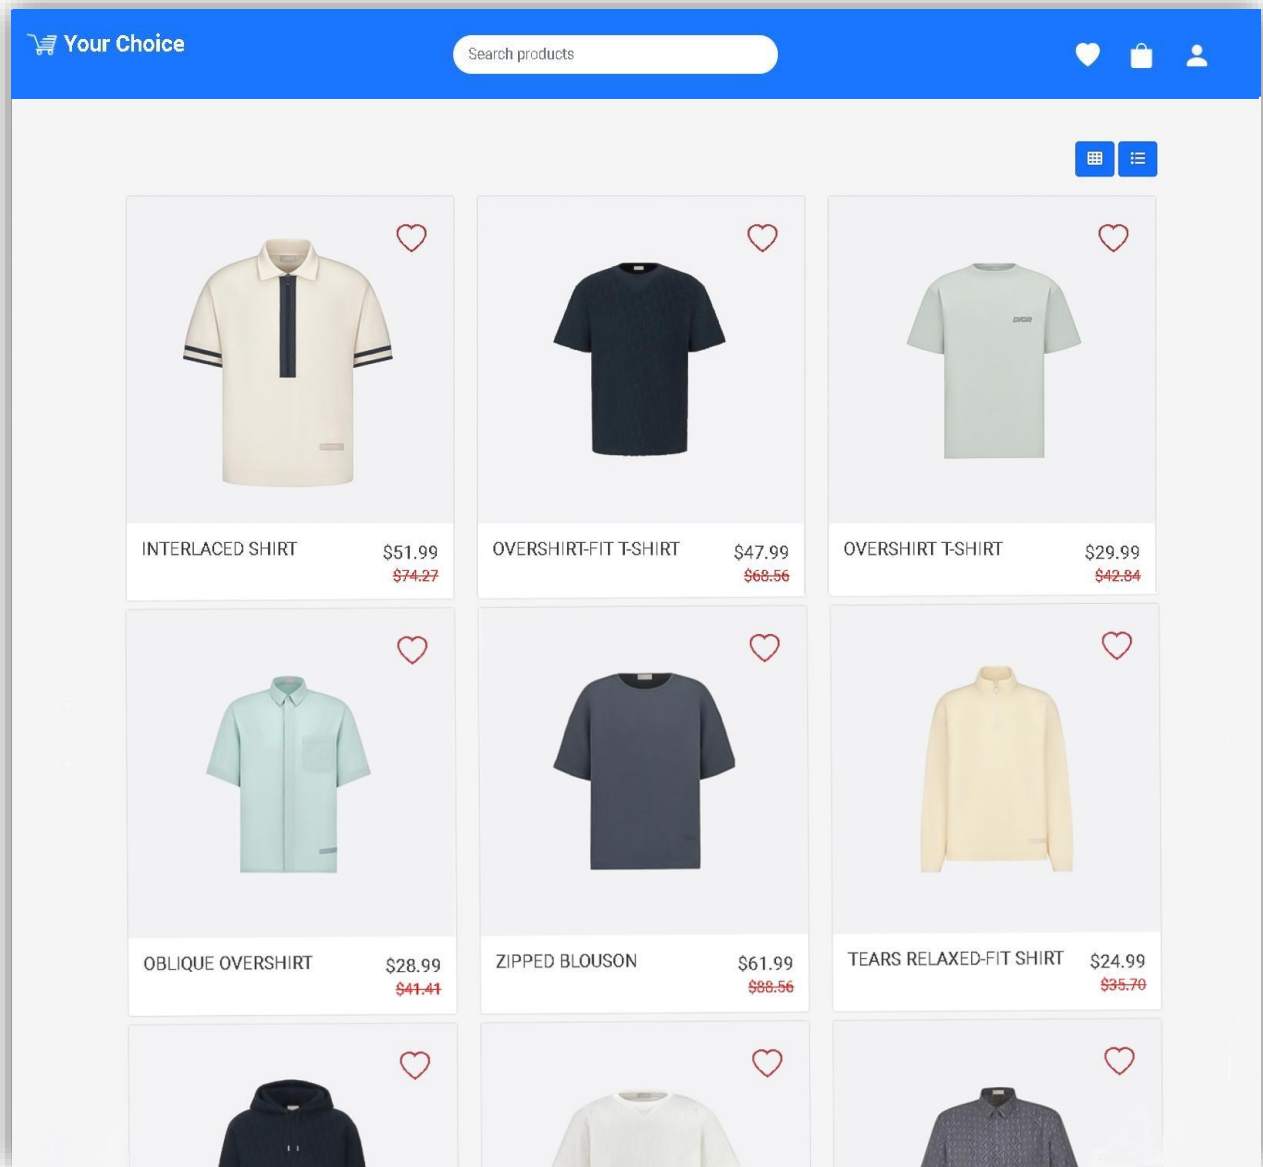 Your Choice
Search products
DIOR
INTERLACED SHIRT
$51.99
$74.27
OVERSHIRT-FIT T-SHIRT
$47.99
$68.56
OVERSHIRT T-SHIRT
$29.99
$42.84
OBLIQUE OVERSHIRT
$28.99
$41.41
ZIPPED BLOUSON
$61.99
$88.56
TEARS RELAXED-FIT SHIRT
$24.99
$35.70